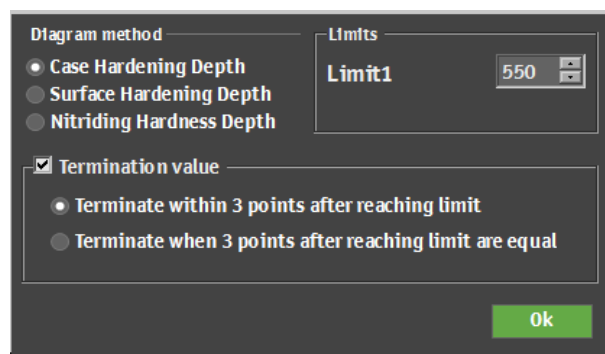 Diagram method
Case Hardening Depth
Surface Hardening Depth
Nitriding Hardness Depth
Limits
Limit1
550
Termination value
Terminate within 3 points after reaching limit
Terminate when 3 points after reaching limit are equal
Ok